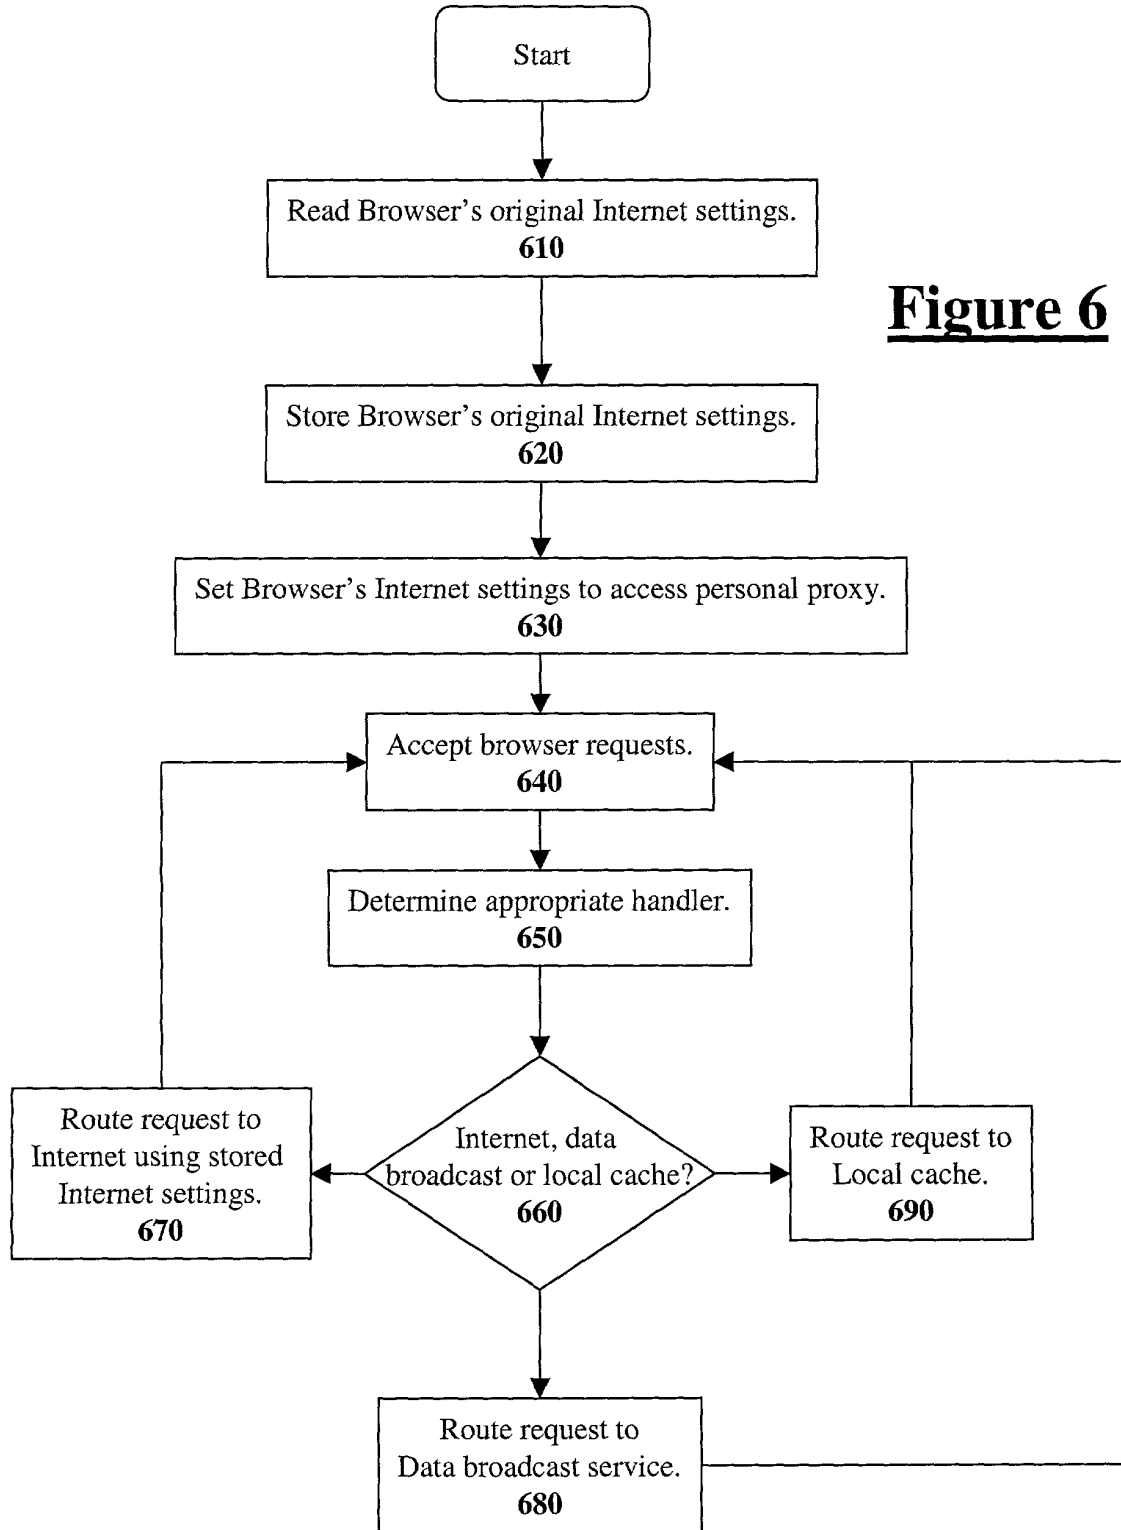 Start
Read Browser's original Internet settings.
610
Figure 6
Store Browser's original Internet settings.
620
Set Browser's Internet settings to access personal proxy.
630
Accept browser requests.
640
Determine appropriate handler.
650
Route request to
Internet using stored
Internet settings.
670
Internet, data
broadcast or local cache?
660
Route request to
Local cache.
690
Route request to
Data broadcast service.
680